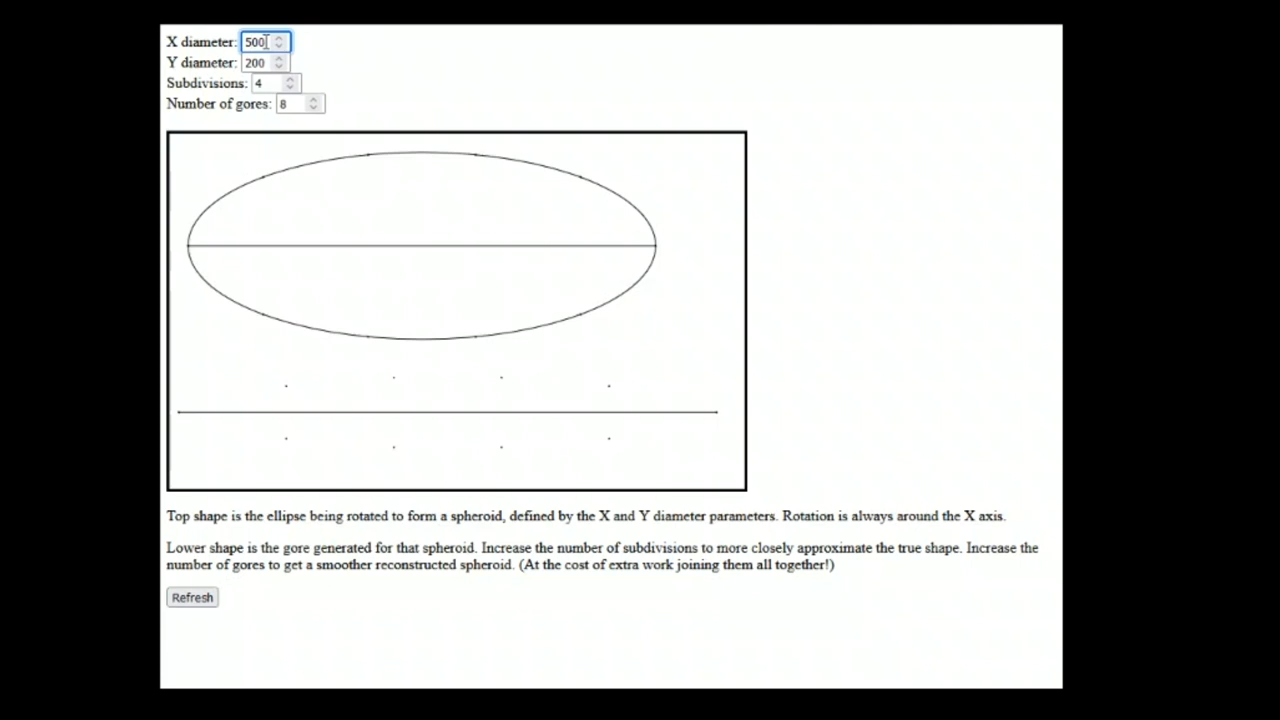 X diameter: 500
Y diameter: 200
Subdivisions: 4
Number of gores: 8
Top shape is the ellipse being rotated to form a spheroid, defined by the X and Y diameter parameters. Rotation is always around the X axis.
Lower shape is the gore generated for that spheroid. Increase the number of subdivisions to more closely approximate the true shape. Increase the
number of gores to get a smoother reconstructed spheroid. (At the cost of extra work joining them all together!)
Refresh